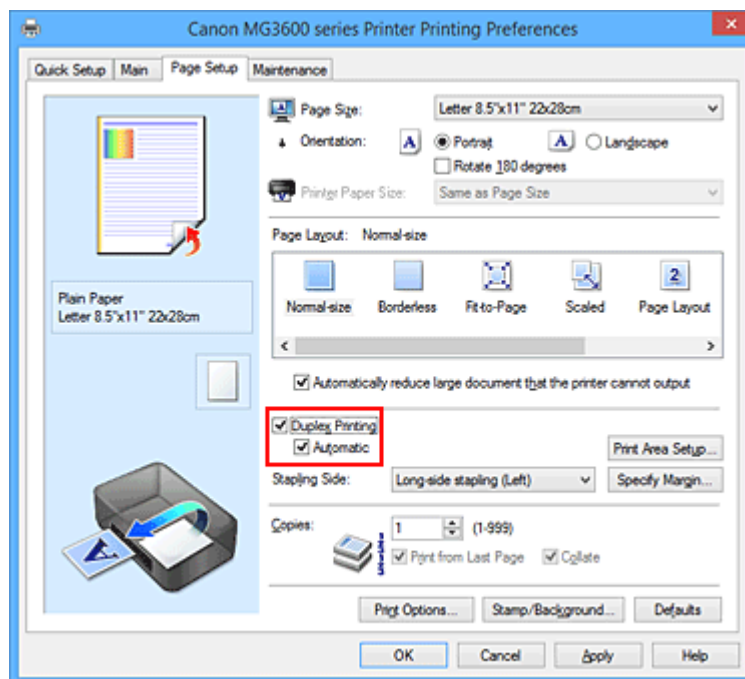 Canon MG3600 series Printer Printing Preferences
Quick Setup Main Page Setup Maintenance
Page Size: Letter 8.5"x11" 22x28cm
Orientation: A Portrait A Landscape
Rotate 180 degrees
Printer Paper Size: Same as Page Size
Page Layout: Normal-size
2
Normal-size Borderless Fit-to-Page Scaled Page Layout
Plain Paper
Letter 8.5"x11" 22x28cm
Automatically reduce large document that the printer cannot output
Duplex Printing
Automatic
Print Area Setup...
Stapling Side: Long-side stapling (Left) Specify Margin...
Copies: 1 (1-999)
Print from Last Page Collate
A
Print Options... Stamp/Background... Defaults
OK Cancel Apply Help